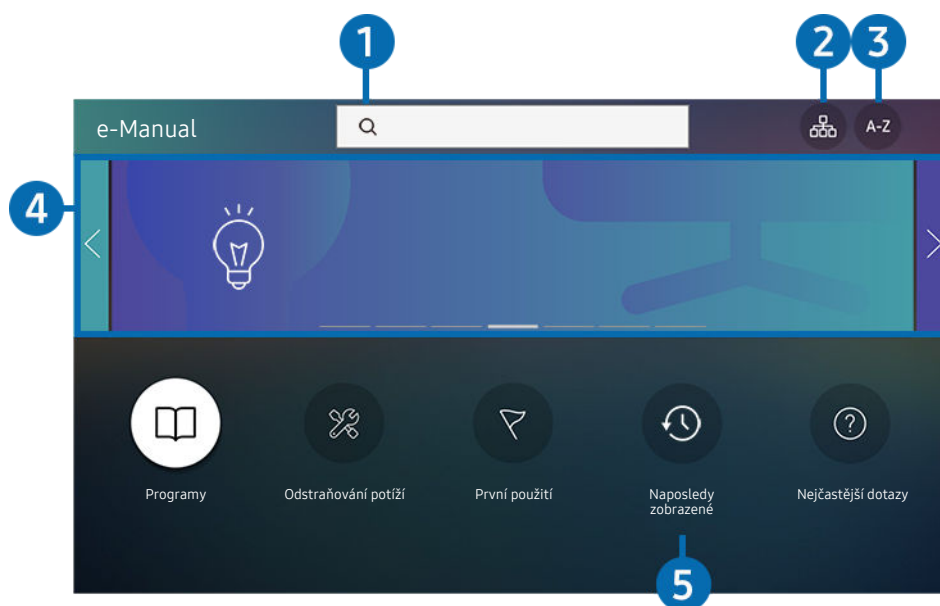 1
2
3
e-Manual
A-Z
4
Programy
Odstraňování potíží
První použití
Naposledy
zobrazené
Nejčastější dotazy
5